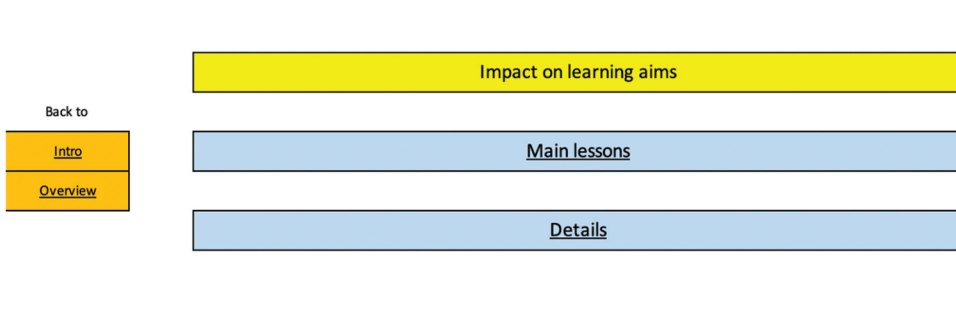 Impact on learning aims
Back to
Intro
Main lessons
Overview
Details